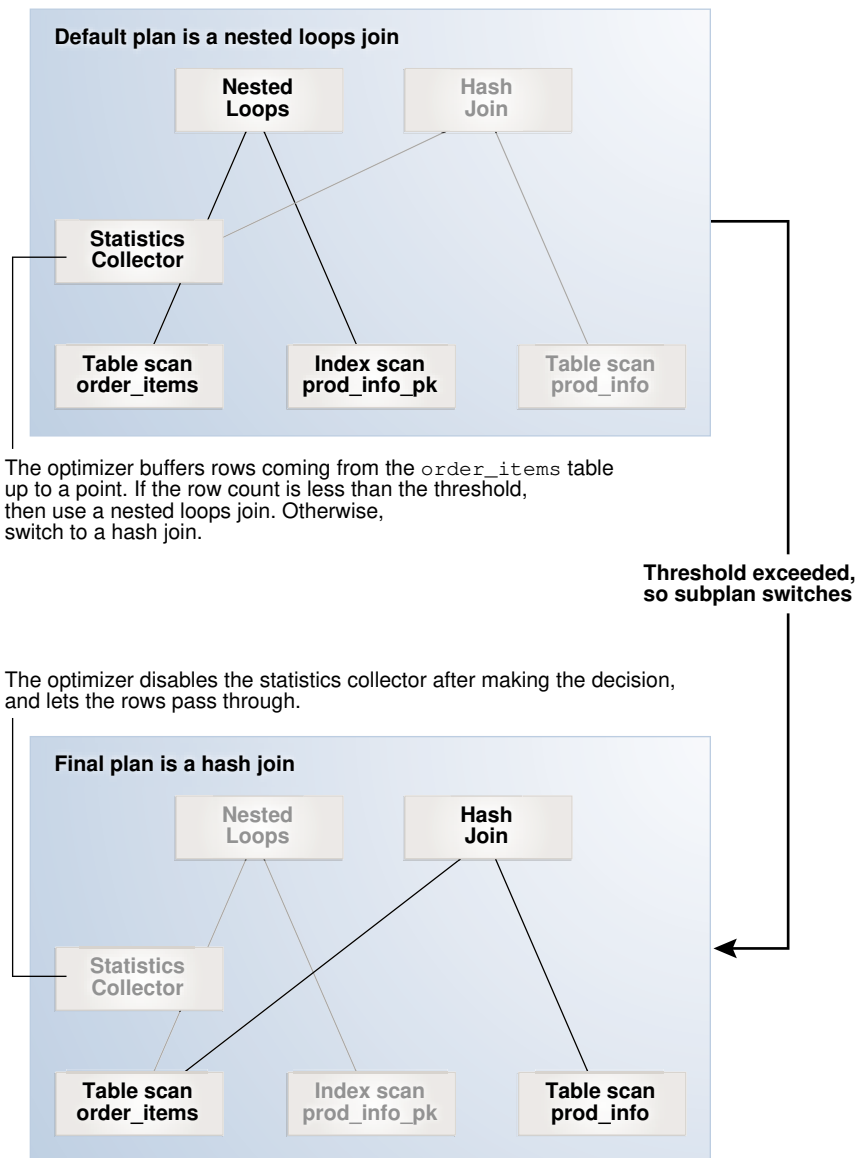 Default plan is a nested loops join
Nested
Loops
Hash
Join
Statistics
Collector
Table scan
order_items
Index scan
prod_info_pk
Table scan
prod_info
The optimizer buffers rows coming from the order_items table
up to a point. If the row count is less than the threshold,
then use a nested loops join. Otherwise,
switch to a hash join.
Threshold exceeded,
so subplan switches
The optimizer disables the statistics collector after making the decision,
and lets the rows pass through.
Final plan is a hash join
Nested
Loops
Hash
Join
Statistics
Collector
Table scan
order_items
Index scan
prod_info_pk
Table scan
prod_info